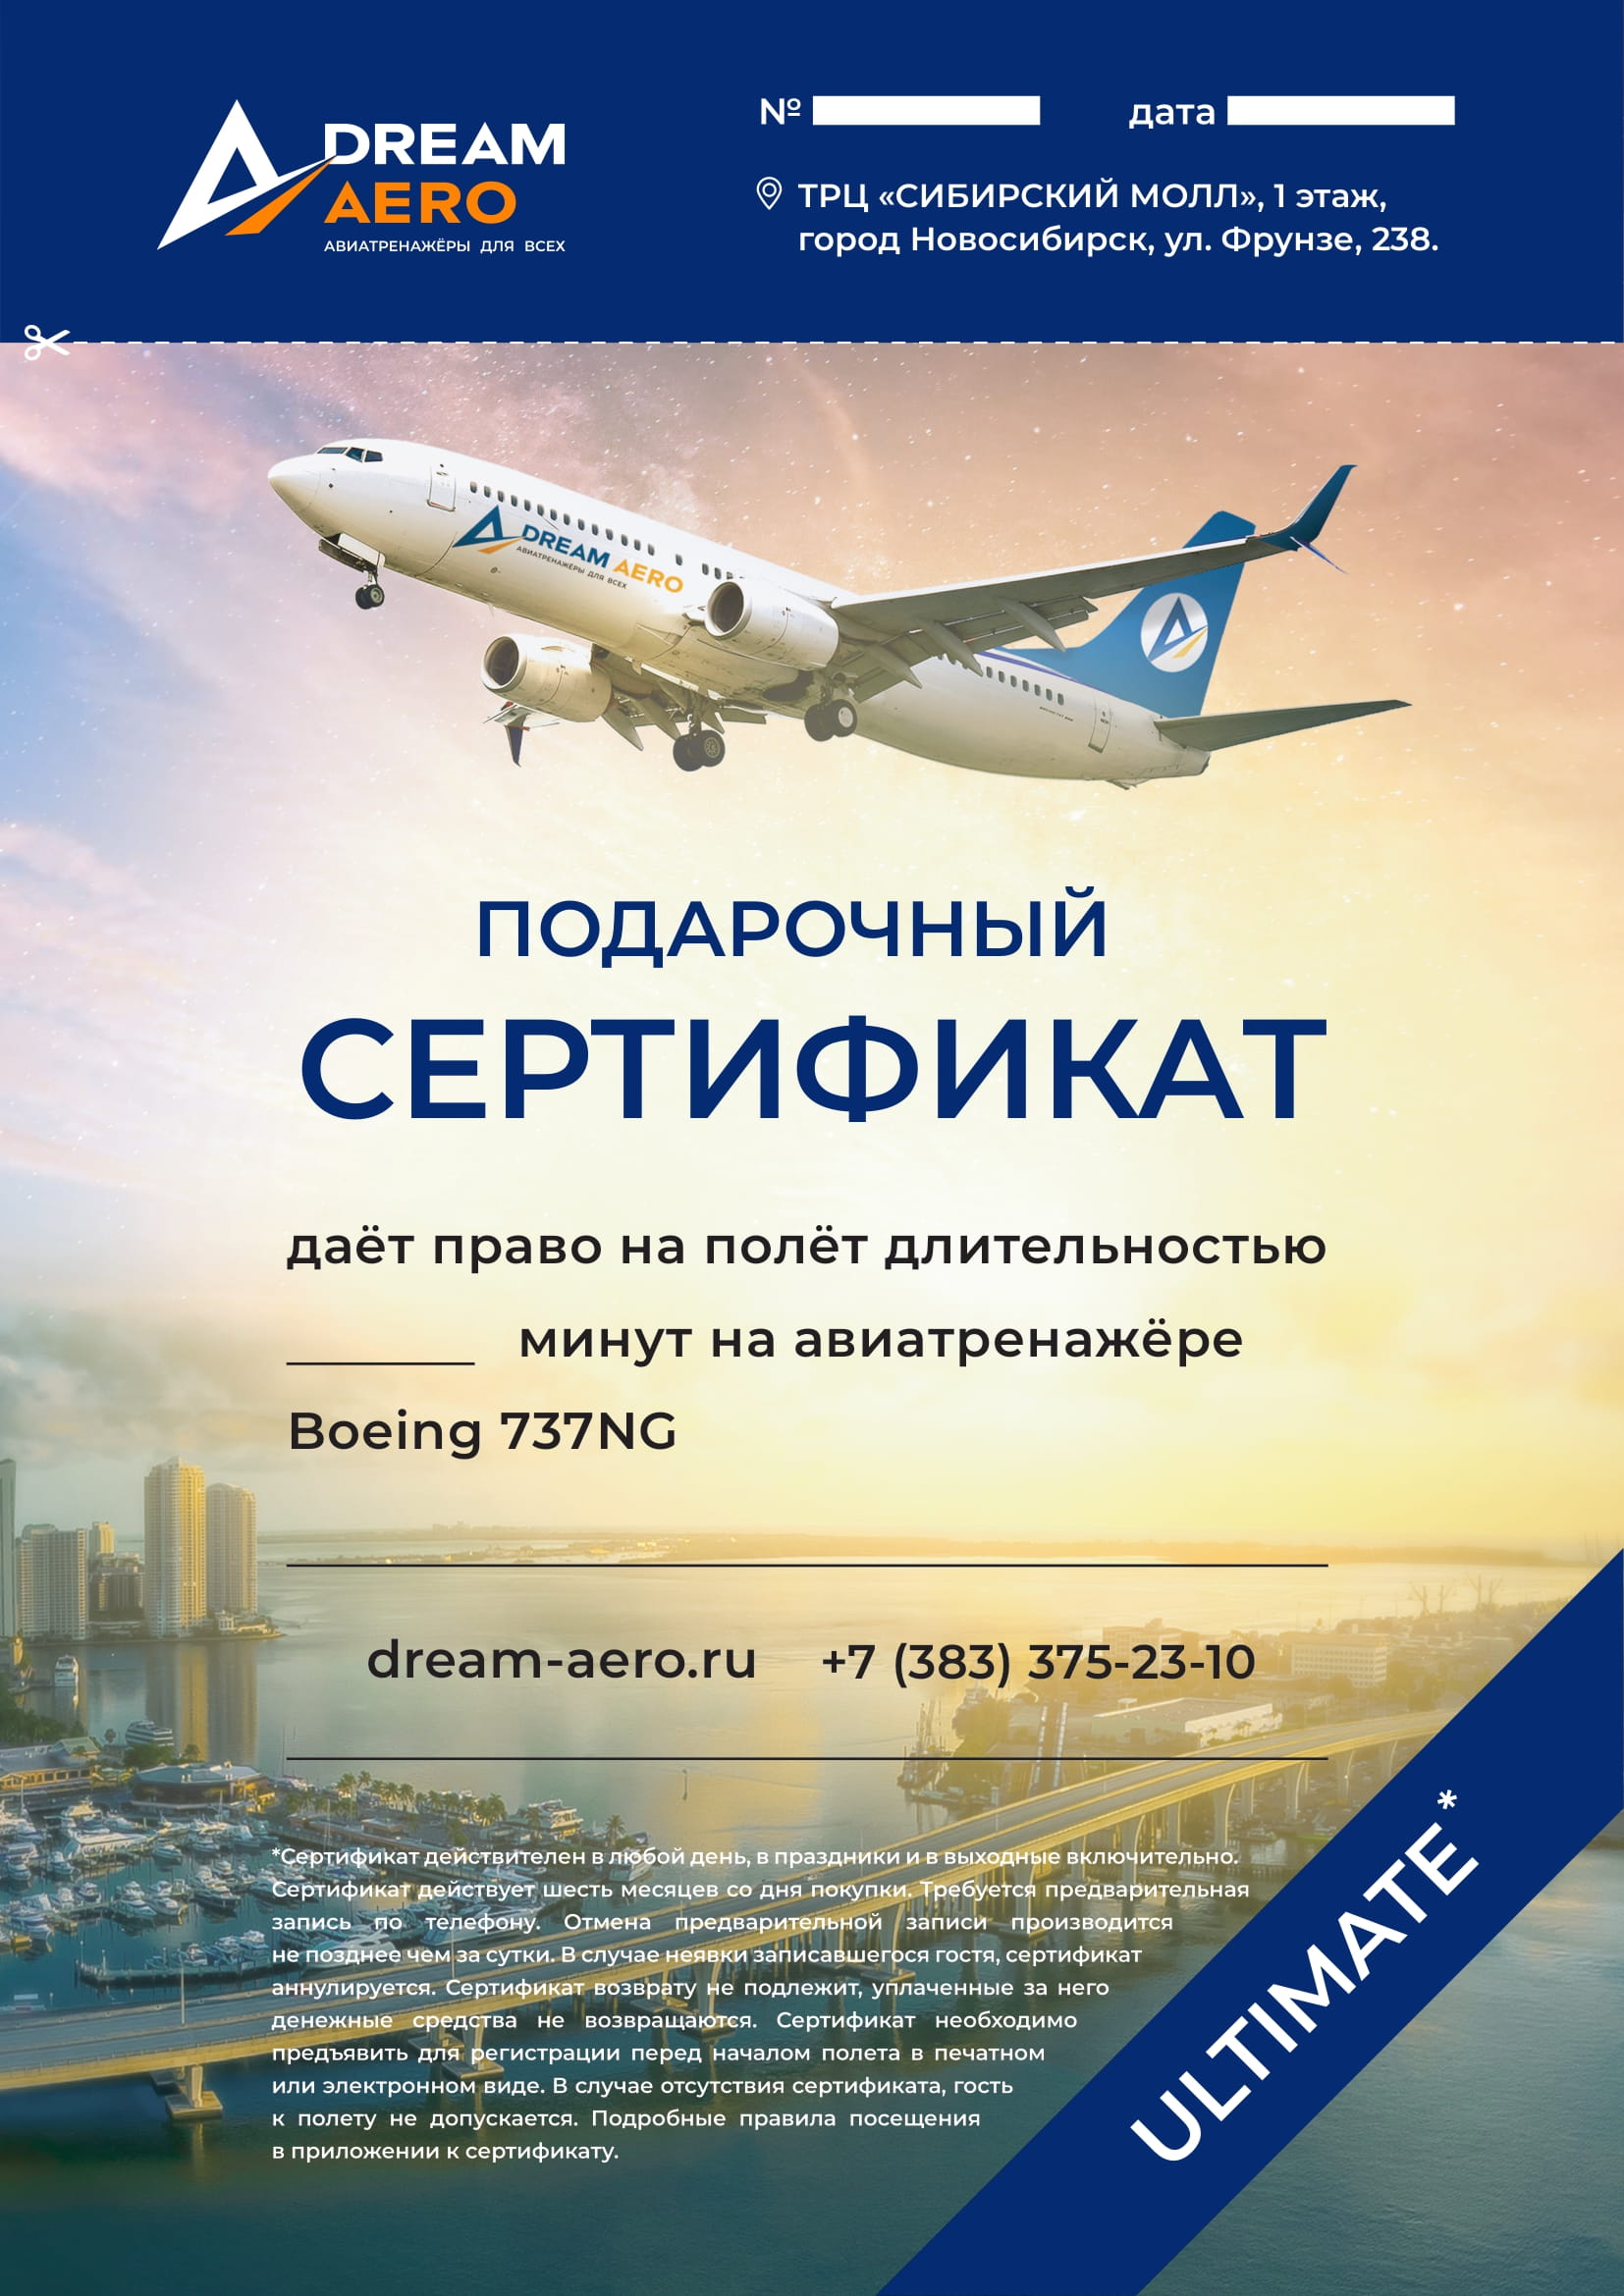 DREAM
AERO
АВИАТРЕНАЖЁРЫ ДЛЯ ВСЕХ
№ дата
ТРЦ «СИБИРСКИЙ МОЛЛ», 1 этаж,
город Новосибирск, ул. Фрунзе, 238.
DREAM AERO
АВИАТРЕНАЖЁРЫ ДЛЯ ВСЕХ
ПОДАРОЧНЫЙ
СЕРТИФИКАТ
даёт право на полёт длительностью
______ минут на авиатренажёре
Boeing 737NG
dream-aero.ru +7 (383) 375-23-10
*Сертификат действителен в любой день, в праздники и в выходные включительно.
Сертификат действует шесть месяцев со дня покупки. Требуется предварительная
запись по телефону. Отмена предварительной записи производится
не позднее чем за сутки. В случае неявки записавшегося гостя, сертификат
аннулируется. Сертификат возврату не подлежит, уплаченные за него
денежные средства не возвращаются. Сертификат необходимо
предъявить для регистрации перед началом полета в печатном
или электронном виде. В случае отсутствия сертификата, гость
к полету не допускается. Подробные правила посещения
в приложении к сертификату.
ULTIMATE*